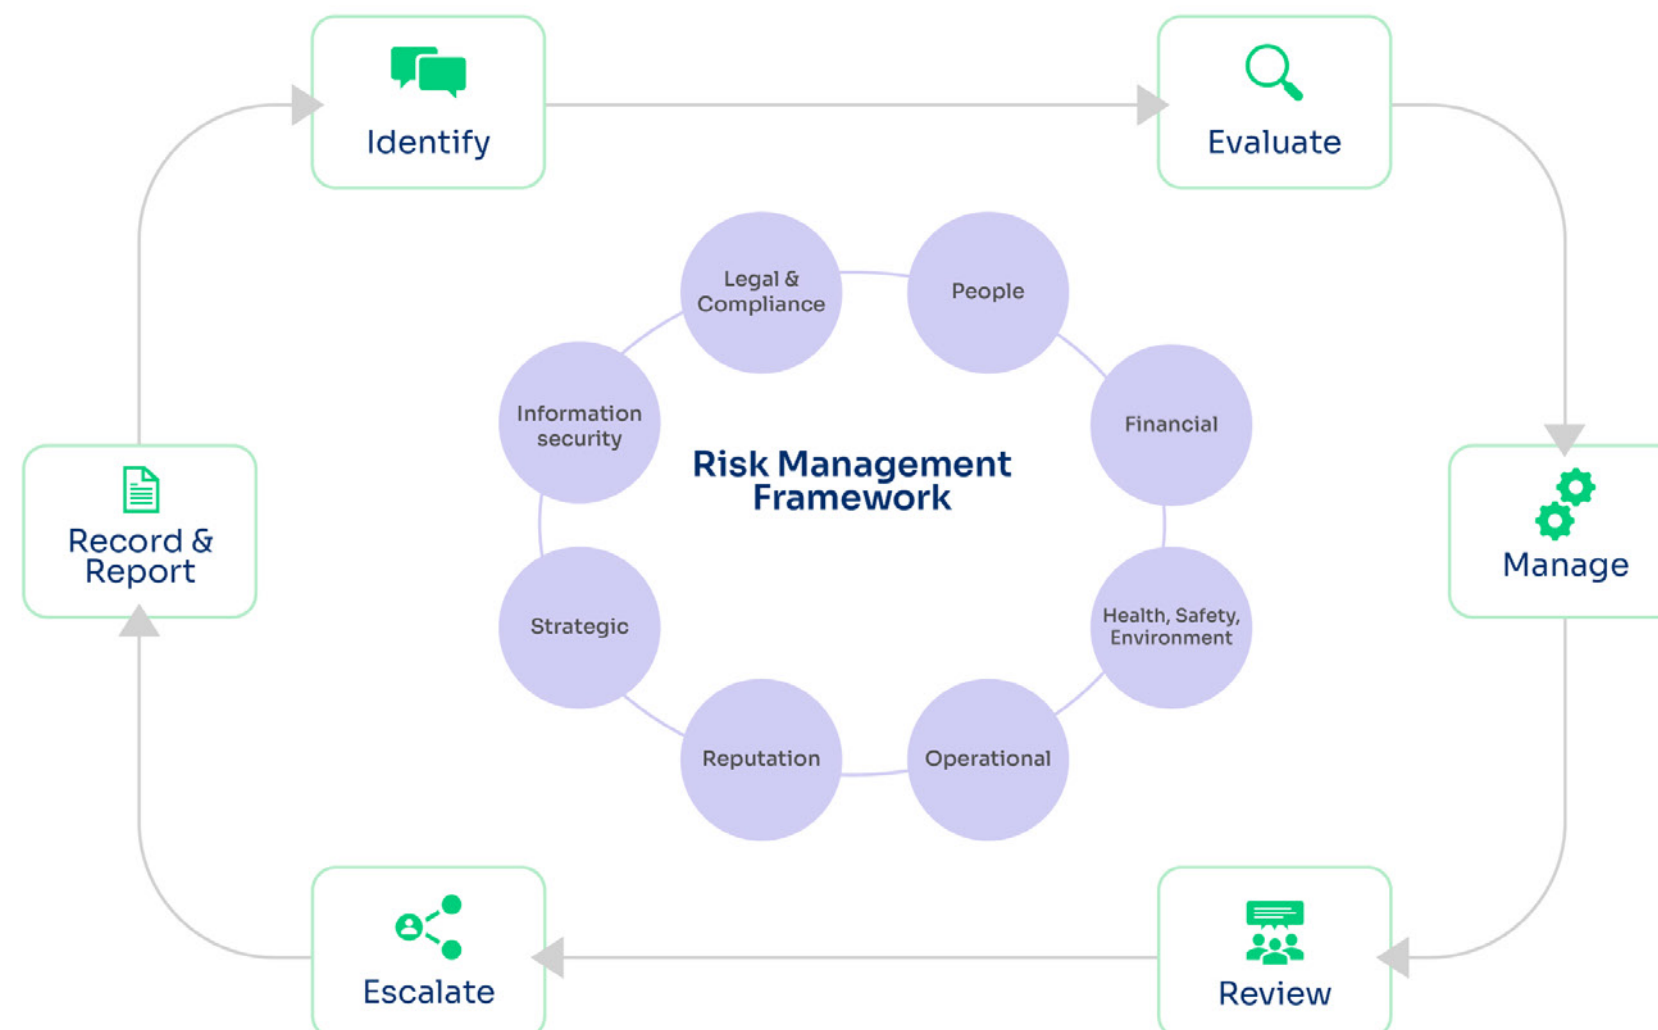 Identify
Evaluate
Legal &
Compliance
People
Information
security
Financial
Risk Management
Framework
Record &
Report
Manage
Strategic
Health, Safety,
Environment
Reputation
Operational
Escalate
Review